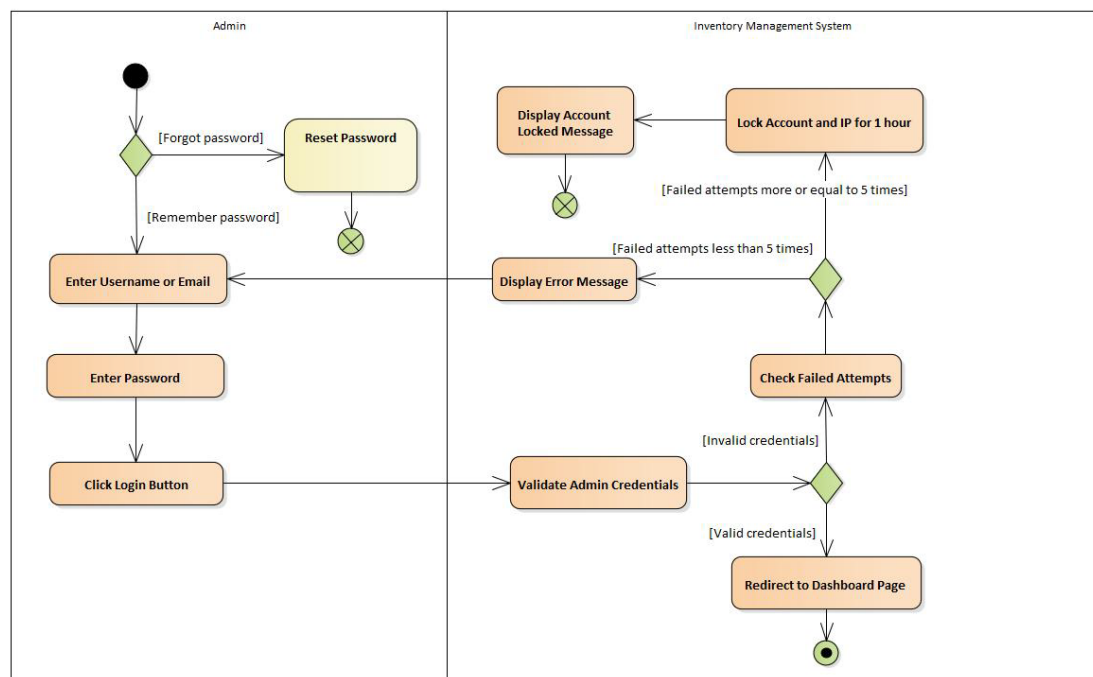 Admin
Inventory Management System
[Forgot password]
Reset Password
Display Account
Locked Message
Lock Account and IP for 1 hour
[Remember password]
[Failed attempts more or equal to 5 times]
[Failed attempts less than 5 times]
Enter Username or Email
Display Error Message
Enter Password
Check Failed Attempts
[Invalid credentials]
Click Login Button
Validate Admin Credentials
[Valid credentials]
Redirect to Dashboard Page